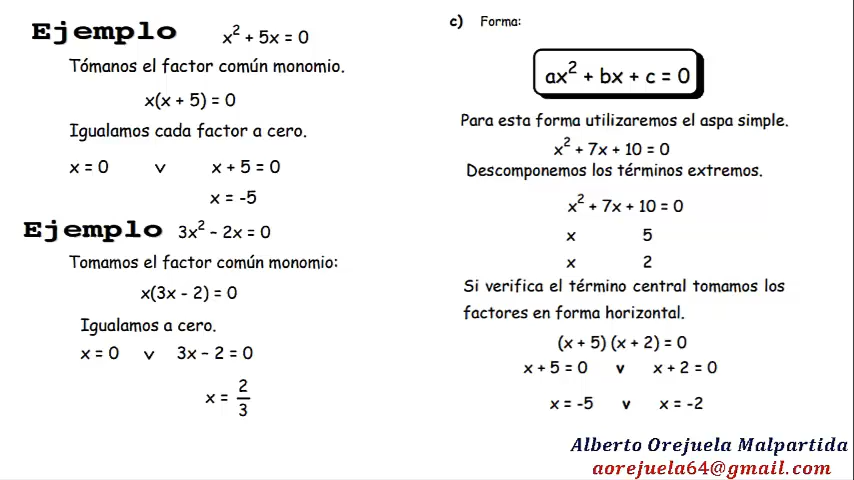 Ejemplo x² + 5x = 0
Tómanos el factor común monomio.
x(x + 5) = 0
Igualamos cada factor a cero.
x = 0 v x + 5 = 0
x = -5
Ejemplo 3x² - 2x = 0
Tomamos el factor común monomio:
x(3x - 2) = 0
Igualamos a cero.
x = 0 v 3x - 2 = 0
x = 2/3
c) Forma:
ax² + bx + c = 0
Para esta forma utilizaremos el aspa simple.
x² + 7x + 10 = 0
Descomponemos los términos extremos.
x² + 7x + 10 = 0
x 5
x 2
Si verifica el término central tomamos los
factores en forma horizontal.
(x + 5) (x + 2) = 0
x + 5 = 0 v x + 2 = 0
x = -5 v x = -2
Alberto Orejuela Malpartida
aorejuela64@gmail.com